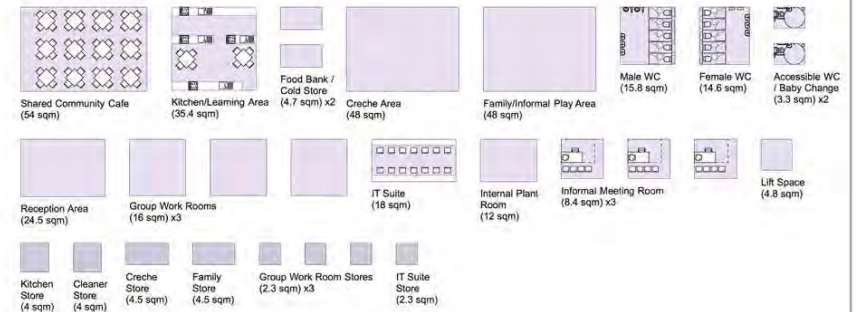 Shared Community Cafe
(54 sqm)
Kitchen/Learning Area
(35.4 sqm)
Food Bank /
Cold Store
(4.7 sqm) x2
Creche Area
(48 sqm)
Family/Informal Play Area
(48 sqm)
Male WC
(15.8 sqm)
Female WC
(14.6 sqm)
Accessible WC
/ Baby Change
(3.3 sqm) x2
Reception Area
(24.5 sqm)
Group Work Rooms
(16 sqm) x3
IT Suite
(18 sqm)
Internal Plant
Room
(12 sqm)
Informal Meeting Room
(8.4 sqm) x3
Lift Space
(4.8 sqm)
Kitchen
Store
(4 sqm)
Cleaner
Store
(4 sqm)
Creche
Store
(4.5 sqm)
Family
Store
(4.5 sqm)
Group Work Room Stores
(2.3 sqm) x3
IT Suite
Store
(2.3 sqm)